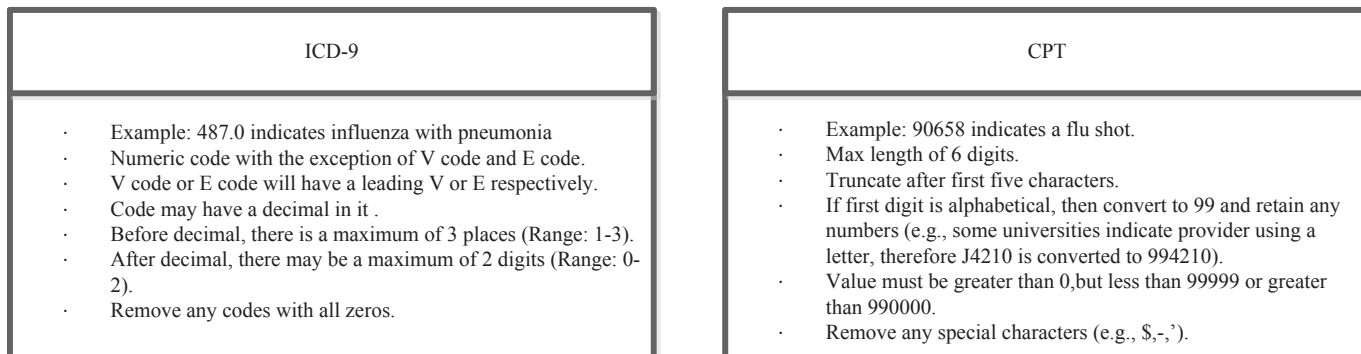 ICD-9
· Example: 487.0 indicates influenza with pneumonia
· Numeric code with the exception of V code and E code.
· V code or E code will have a leading V or E respectively.
· Code may have a decimal in it .
· Before decimal, there is a maximum of 3 places (Range: 1-3).
· After decimal, there may be a maximum of 2 digits (Range: 0-
2).
· Remove any codes with all zeros.
CPT
· Example: 90658 indicates a flu shot.
· Max length of 6 digits.
· Truncate after first five characters.
· If first digit is alphabetical, then convert to 99 and retain any
numbers (e.g., some universities indicate provider using a
letter, therefore J4210 is converted to 994210).
· Value must be greater than 0,but less than 99999 or greater
than 990000.
· Remove any special characters (e.g., $,-,’).